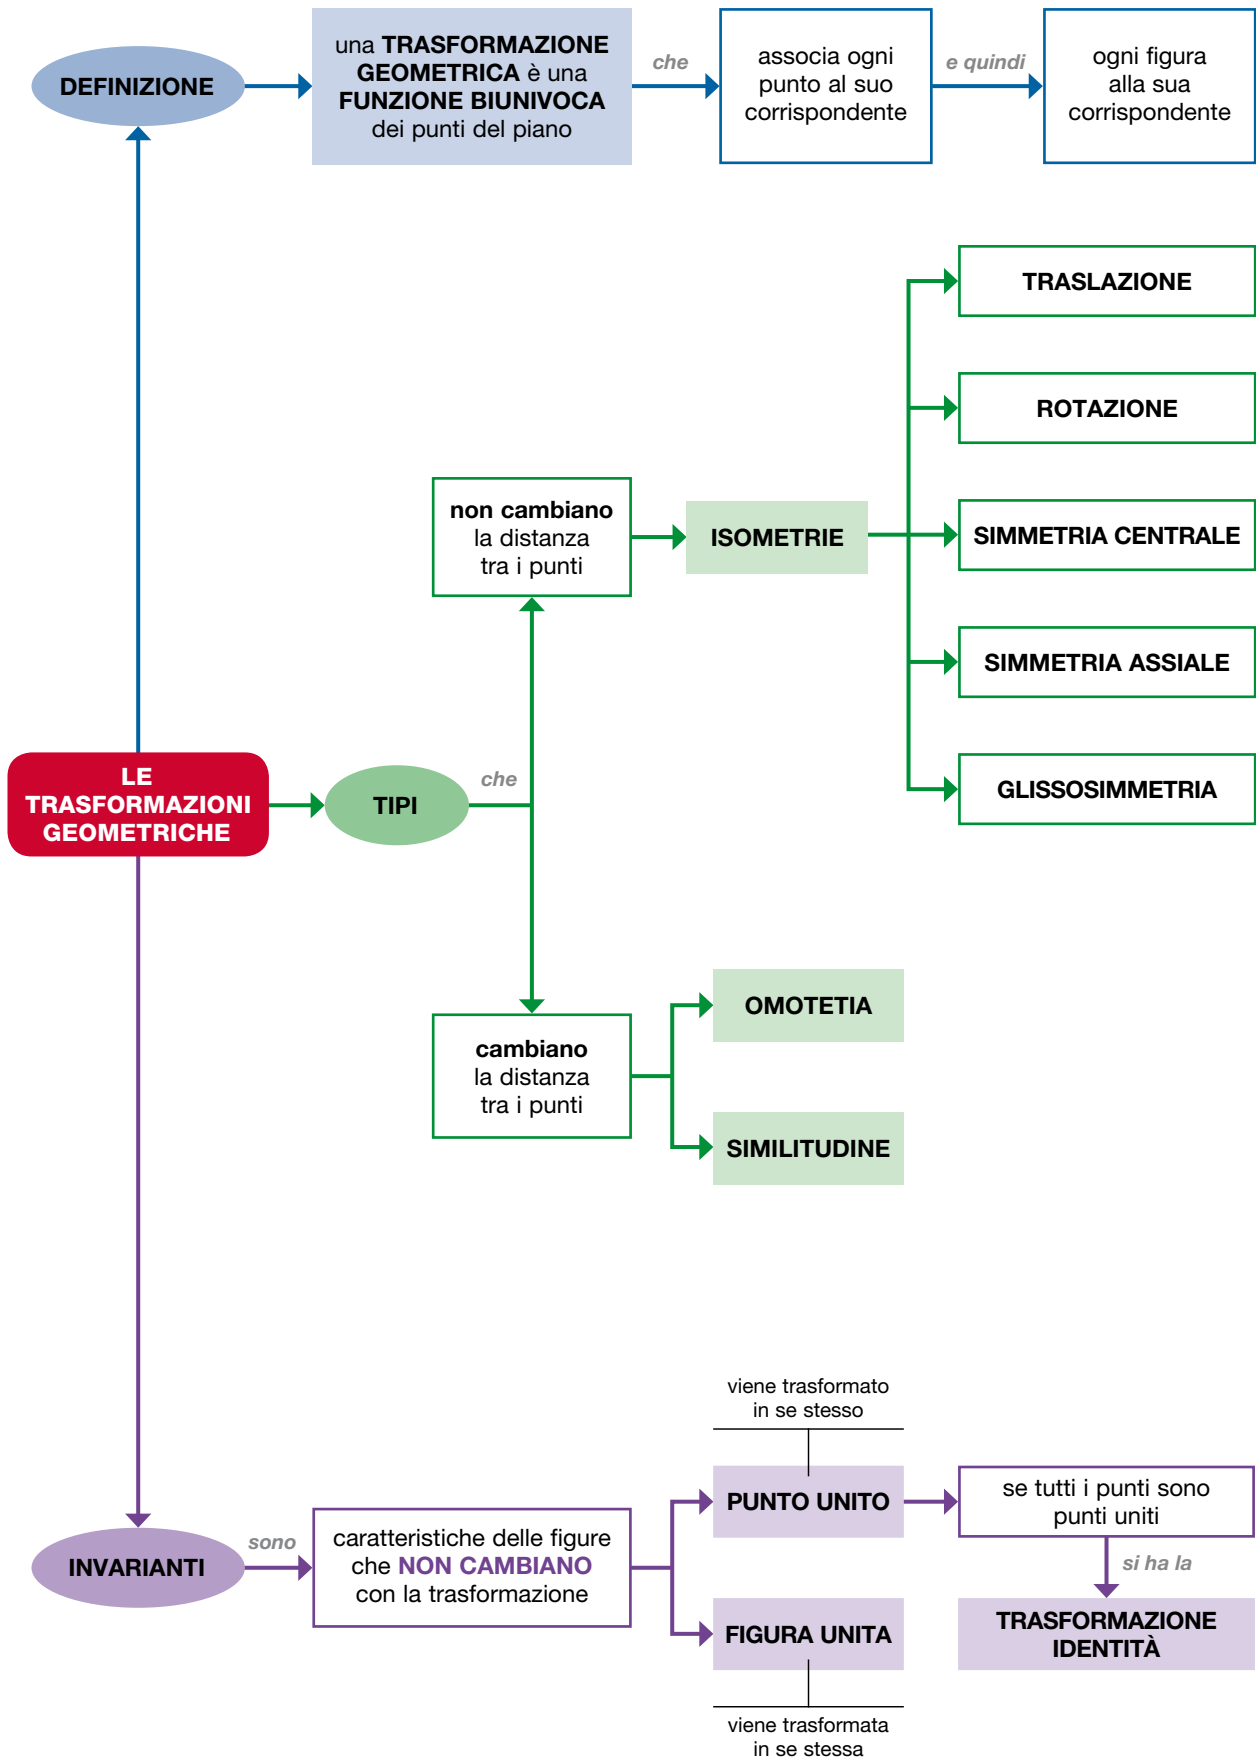 DEFINIZIONE
una TRASFORMAZIONE
GEOMETRICA è una
FUNZIONE BIUNIVOCA
dei punti del piano
che
associa ogni
punto al suo
corrispondente
e quindi
ogni figura
alla sua
corrispondente
LE
TRASFORMAZIONI
GEOMETRICHE
TIPI
che
non cambiano
la distanza
tra i punti
ISOMETRIE
TRASLAZIONE
ROTAZIONE
SIMMETRIA CENTRALE
SIMMETRIA ASSIALE
GLISSOSIMMETRIA
cambiano
la distanza
tra i punti
OMOTETIA
SIMILITUDINE
INVARIANTI
sono
caratteristiche delle figure
che NON CAMBIANO
con la trasformazione
viene trasformato
in se stesso
PUNTO UNITO
se tutti i punti sono
punti uniti
si ha la
TRASFORMAZIONE
IDENTITÀ
FIGURA UNITA
viene trasformata
in se stessa